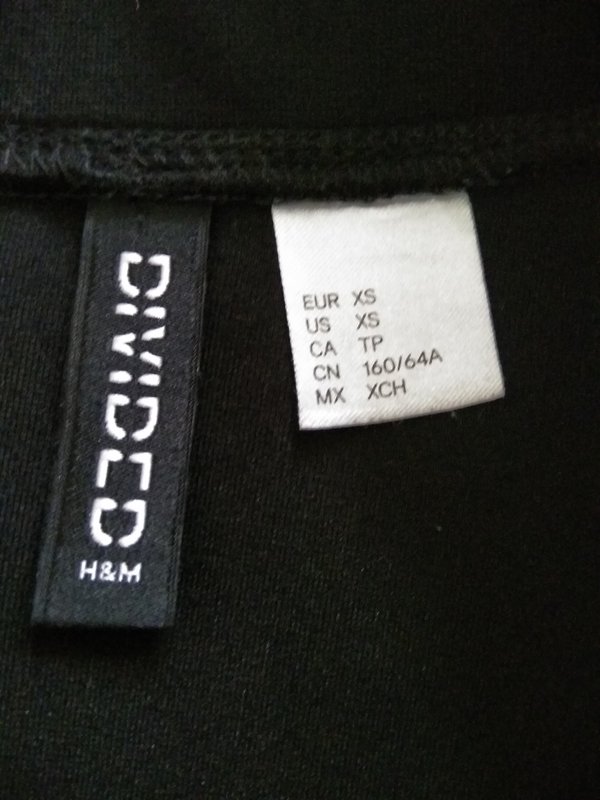 DIVIDED
H&M
EUR XS
US XS
CA TP
CN 160/64A
MX XCH